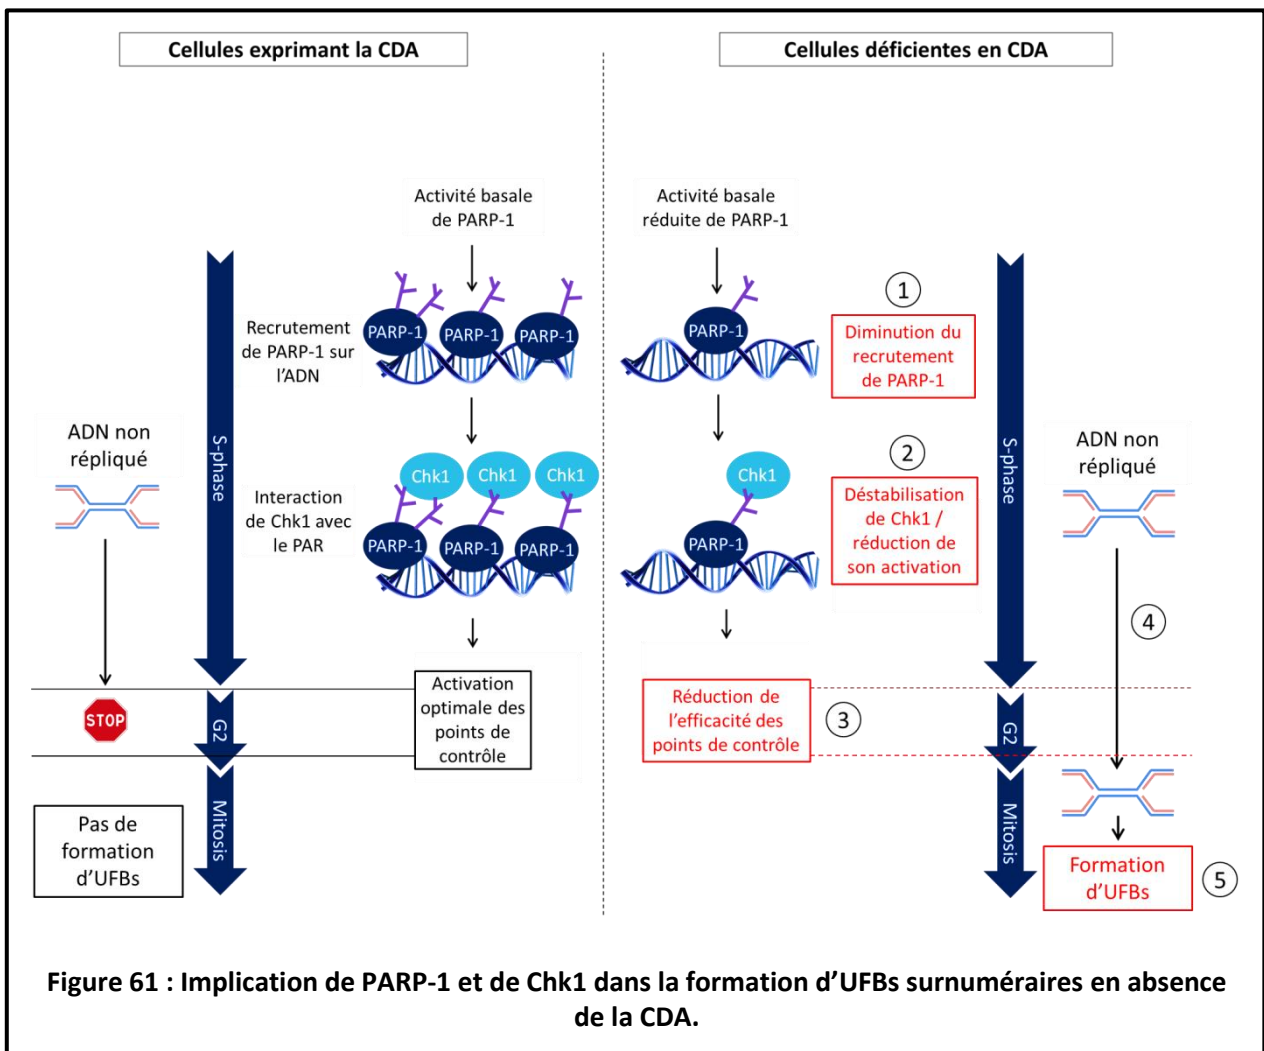 Cellules exprimant la CDA
Activité basale
de PARP-1
Recrutement
de PARP-1 sur
l'ADN
PARP-1
PARP-1
PARP-1
ADN non
répliqué
S-phase
Interaction
de Chk1 avec
le PAR
Chk1
Chk1
Chk1
PARP-1
PARP-1
PARP-1
STOP
G2
Activation
optimale des
points de
contrôle
Pas de
formation
d'UFBs
Mitosis
Cellules déficientes en CDA
Activité basale
réduite de PARP-1
PARP-1
1
Diminution du
recrutement
de PARP-1
Chk1
PARP-1
2
Déstabilisation
de Chk1 /
réduction de
son activation
S-phase
ADN non
répliqué
4
Réduction de
l'efficacité des
points de contrôle
3
G2
Mitosis
Formation
d'UFBs
5
Figure 61 : Implication de PARP-1 et de Chk1 dans la formation d'UFBs surnuméraires en absence
de la CDA.